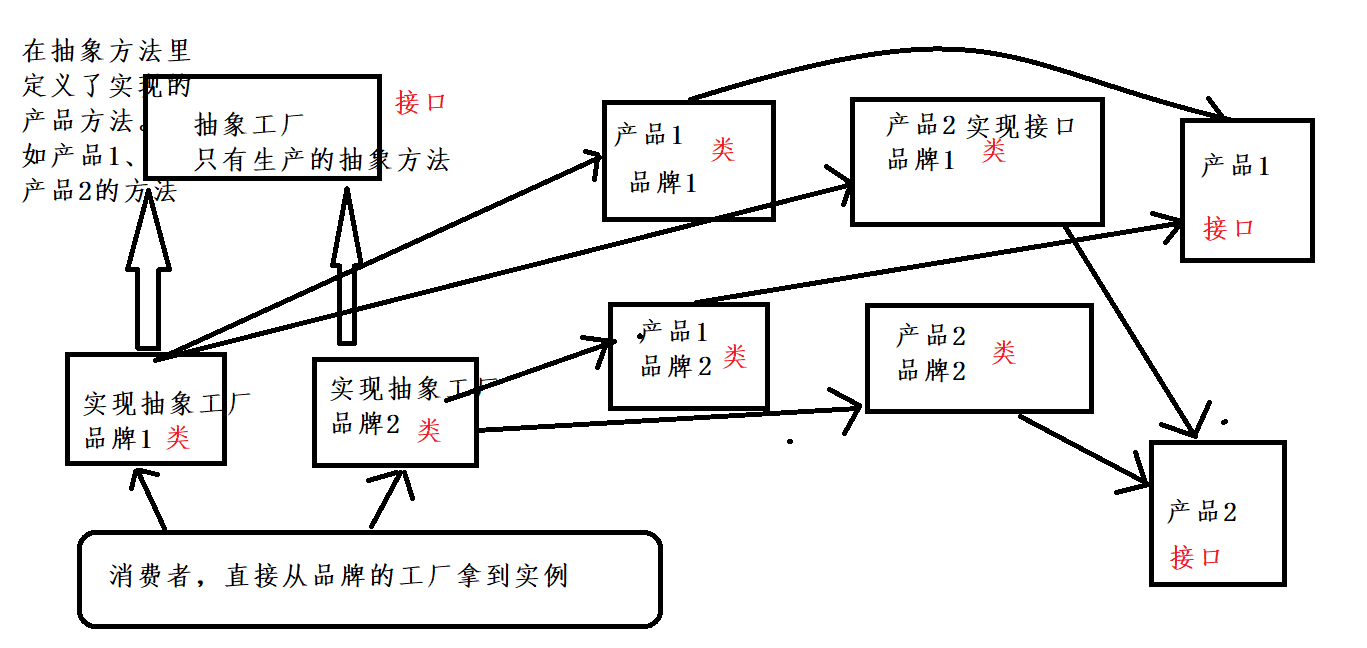 在抽象方法里
定义了实现的
产品方法。
如产品1、
产品2的方法
抽象工厂
只有生产的抽象方法
接口
产品1
类
品牌1
产品2实现接口
品牌1 类
产品1
接口
产品1
品牌2 类
产品2
类
品牌2
实现抽象工厂
品牌1 类
实现抽象工厂
品牌2 类
产品2
接口
消费者，直接从品牌的工厂拿到实例